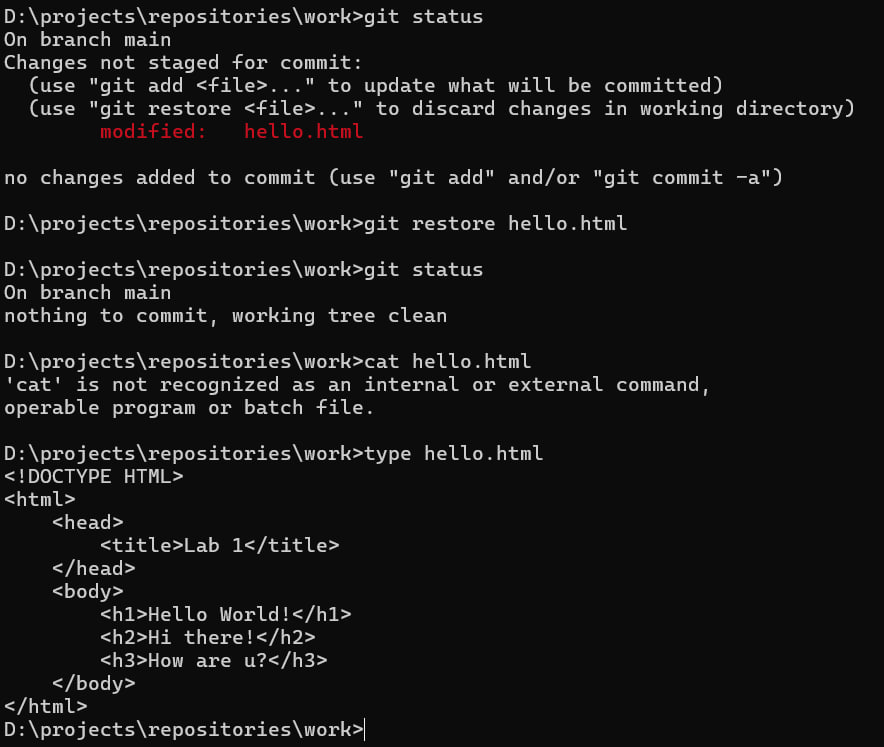 D:\projects\repositories\work>git status
On branch main
Changes not staged for commit:
  (use "git add <file>..." to update what will be committed)
  (use "git restore <file>..." to discard changes in working directory)
        modified:   hello.html

no changes added to commit (use "git add" and/or "git commit -a")

D:\projects\repositories\work>git restore hello.html

D:\projects\repositories\work>git status
On branch main
nothing to commit, working tree clean

D:\projects\repositories\work>cat hello.html
'cat' is not recognized as an internal or external command,
operable program or batch file.

D:\projects\repositories\work>type hello.html
<!DOCTYPE HTML>
<html>
    <head>
        <title>Lab 1</title>
    </head>
    <body>
        <h1>Hello World!</h1>
        <h2>Hi there!</h2>
        <h3>How are u?</h3>
    </body>
</html>
D:\projects\repositories\work>